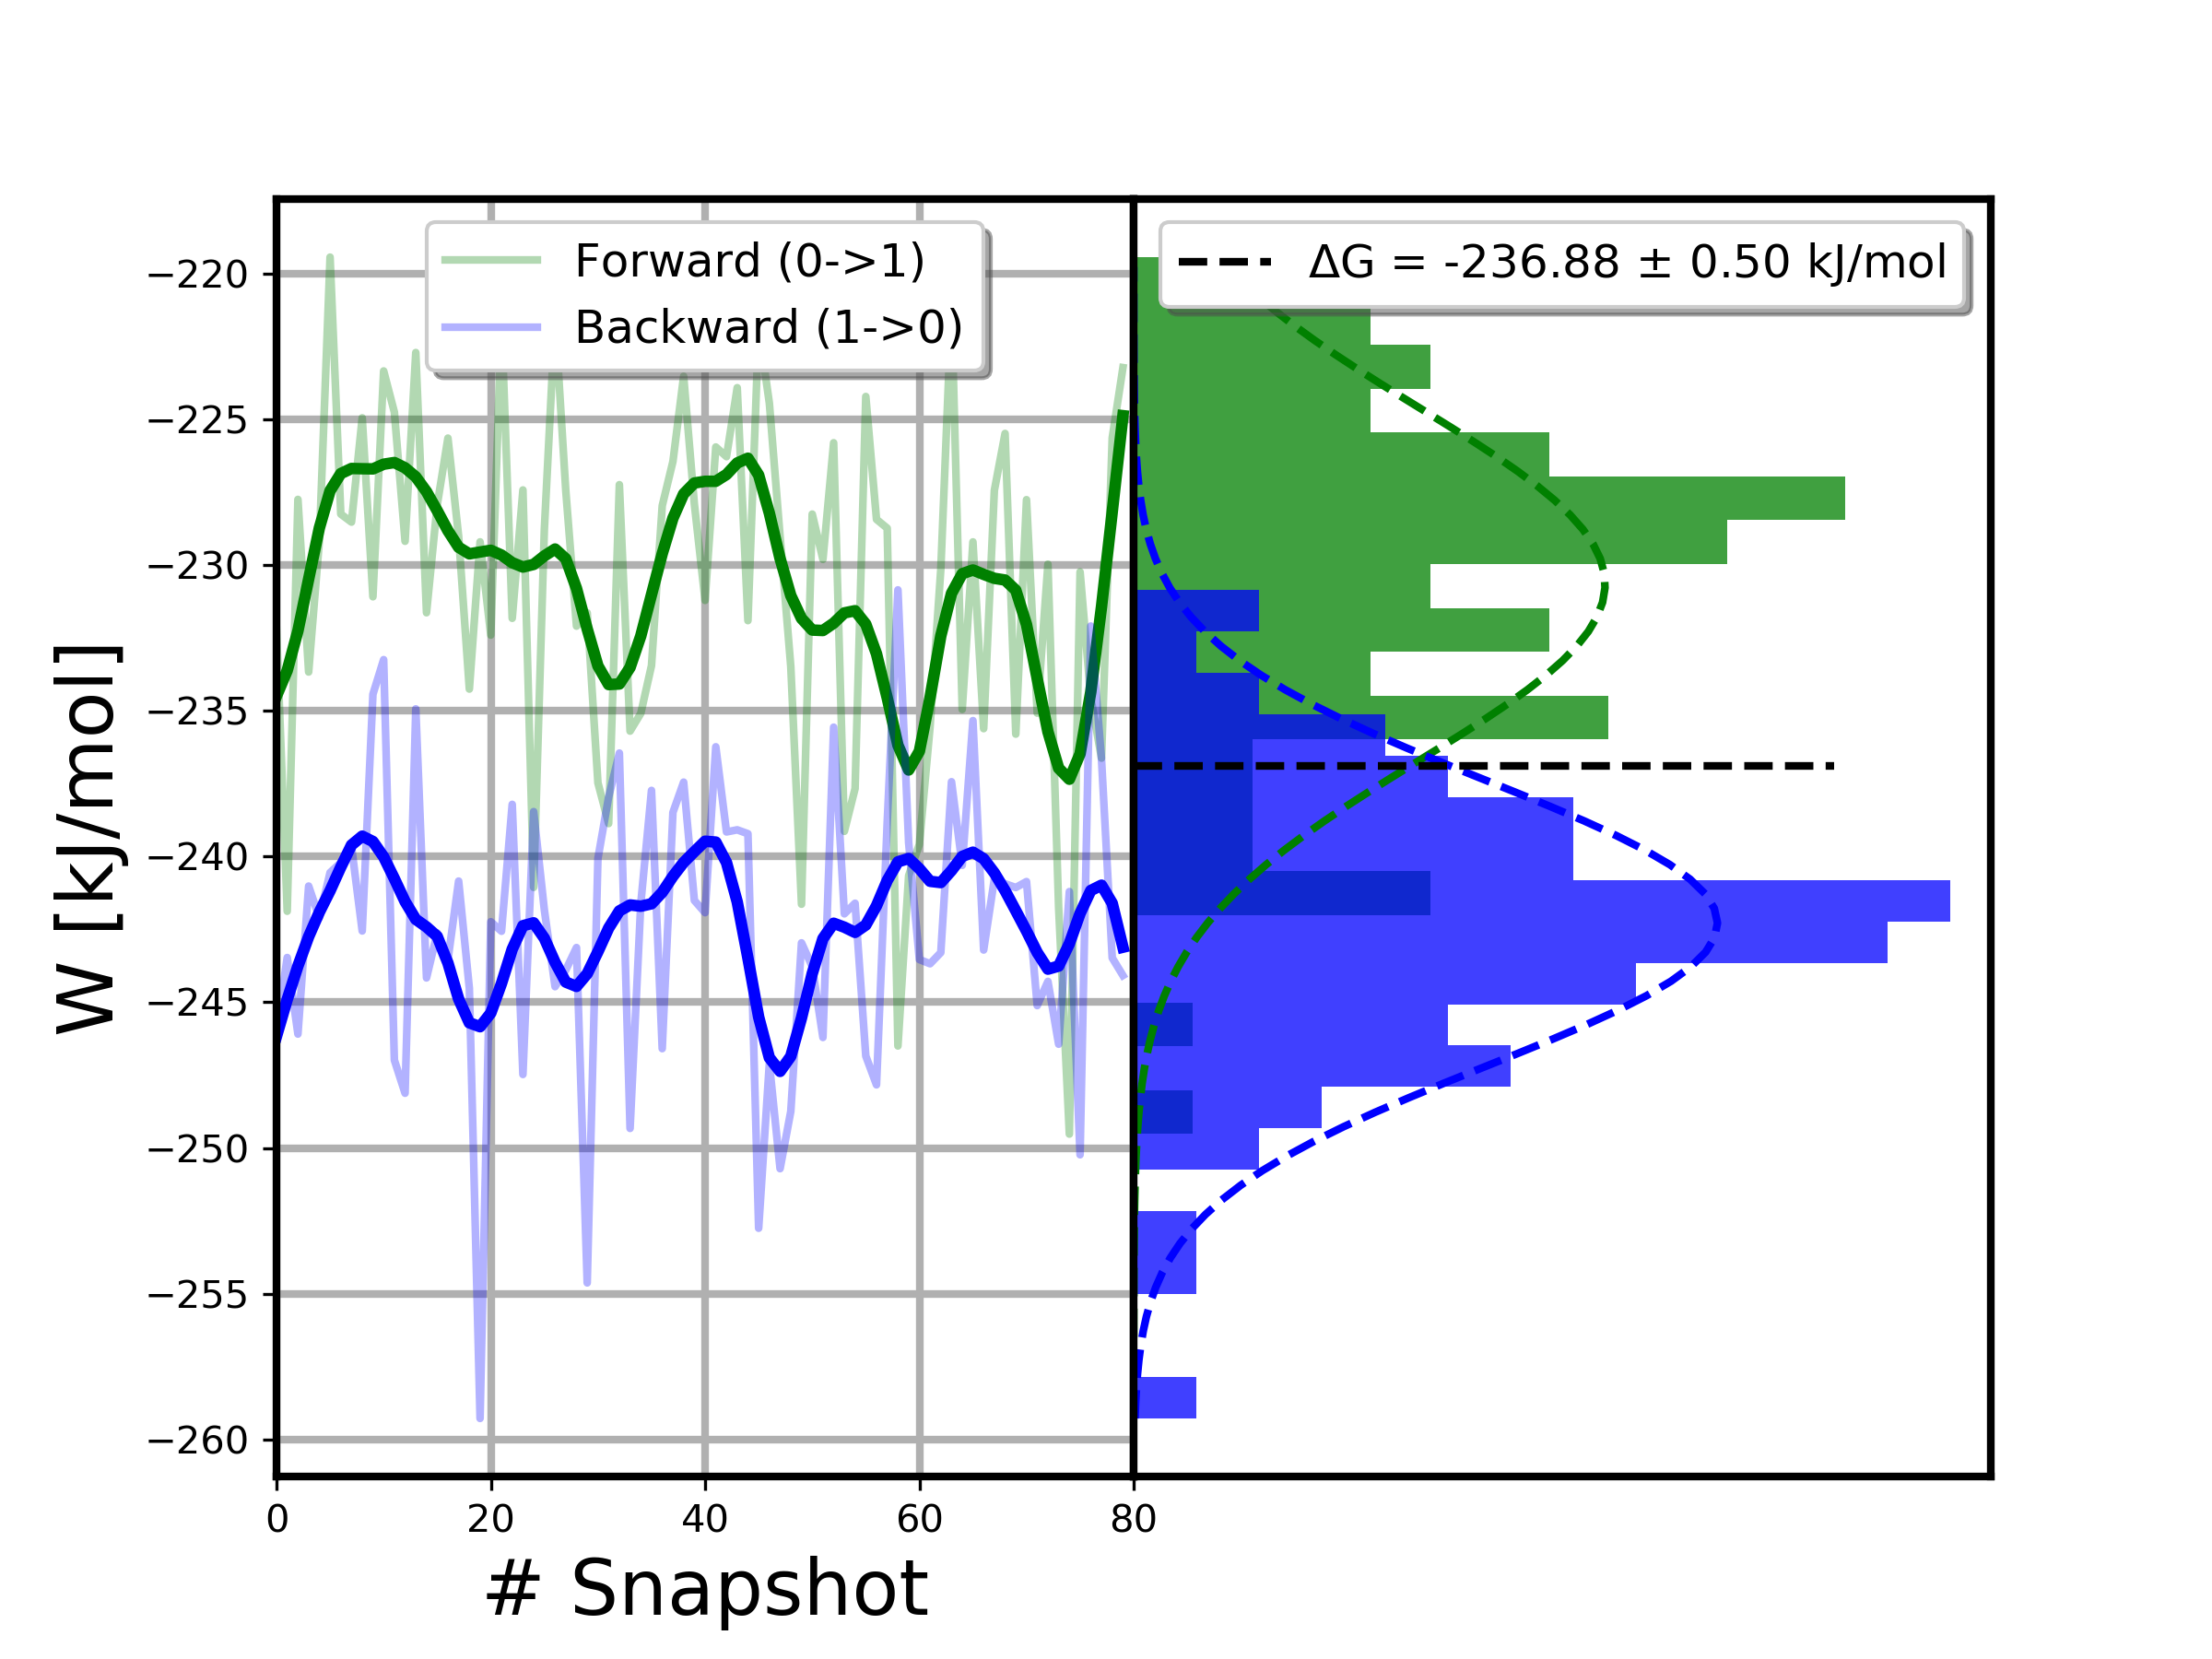 Forward (0->1)
Backward (1->0)
ΔG = -236.88 ± 0.50 kJ/mol
−220
−225
−230
−235
−240
−245
−250
−255
−260
W [kJ/mol]
0 20 40 60 80
# Snapshot